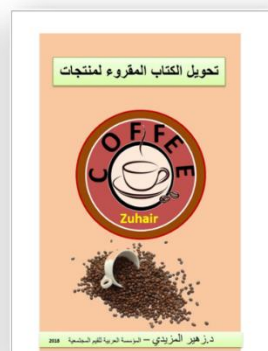 تحويل الكتاب المقروء لمنتجات
COFFEE
Zuhair
د.زهير المزيدي – المؤسسة العربية للقيم المجتمعية 2018